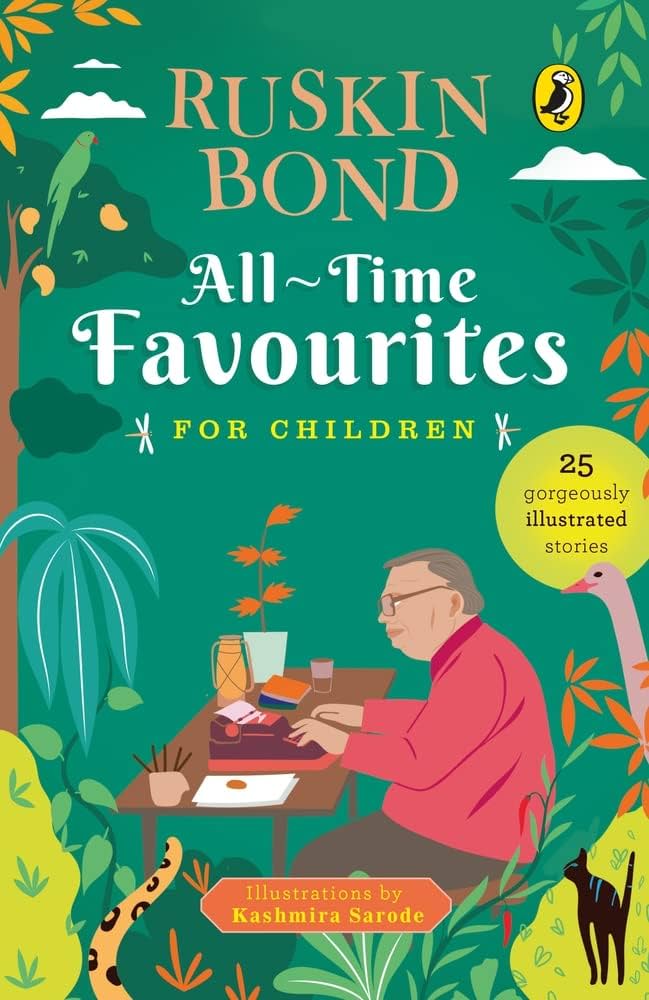 RUSKIN
BOND
All~Time
Favourites
FOR CHILDREN
25
gorgeously
illustrated
stories
Illustrations by
Kashmira Sarode